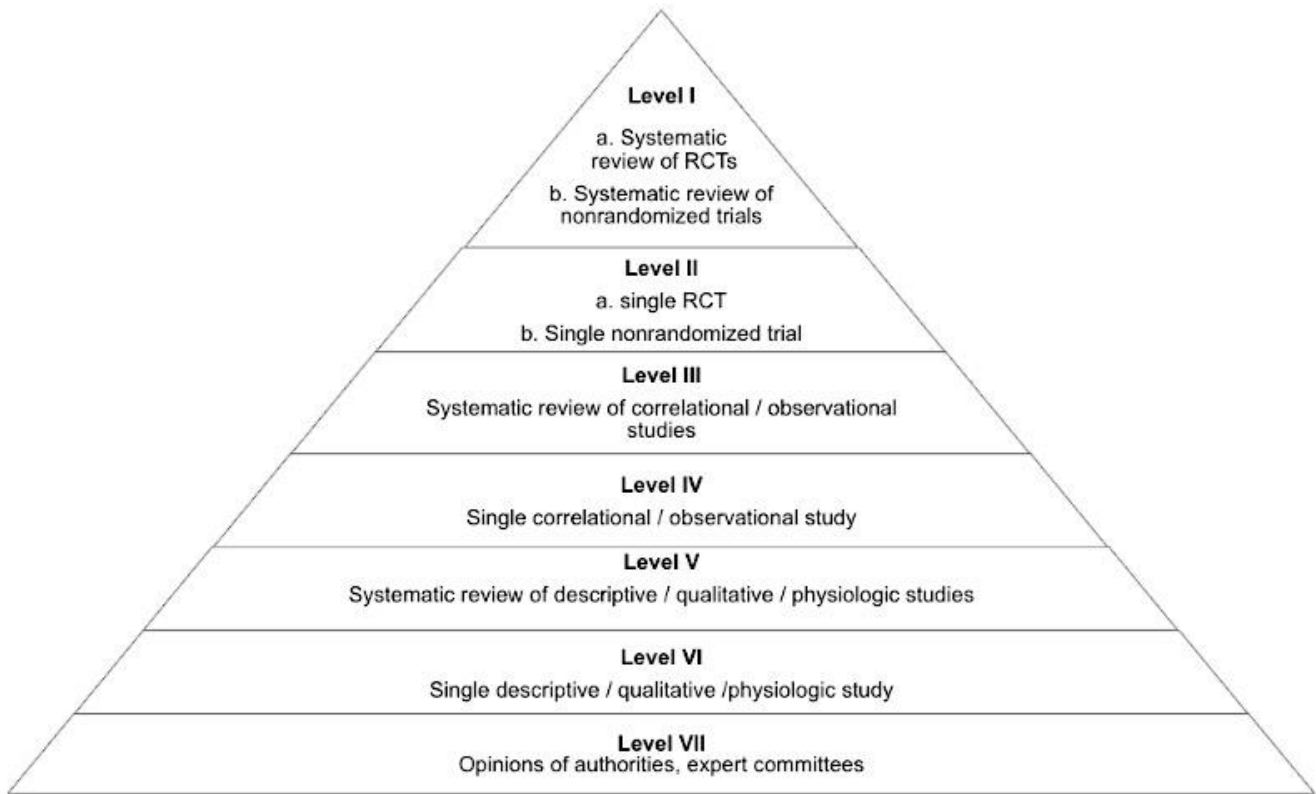 Level I
a. Systematic
review of RCTs
b. Systematic review of
nonrandomized trials
Level II
a. single RCT
b. Single nonrandomized trial
Level III
Systematic review of correlational / observational
studies
Level IV
Single correlational / observational study
Level V
Systematic review of descriptive / qualitative / physiologic studies
Level VI
Single descriptive / qualitative /physiologic study
Level VII
Opinions of authorities, expert committees